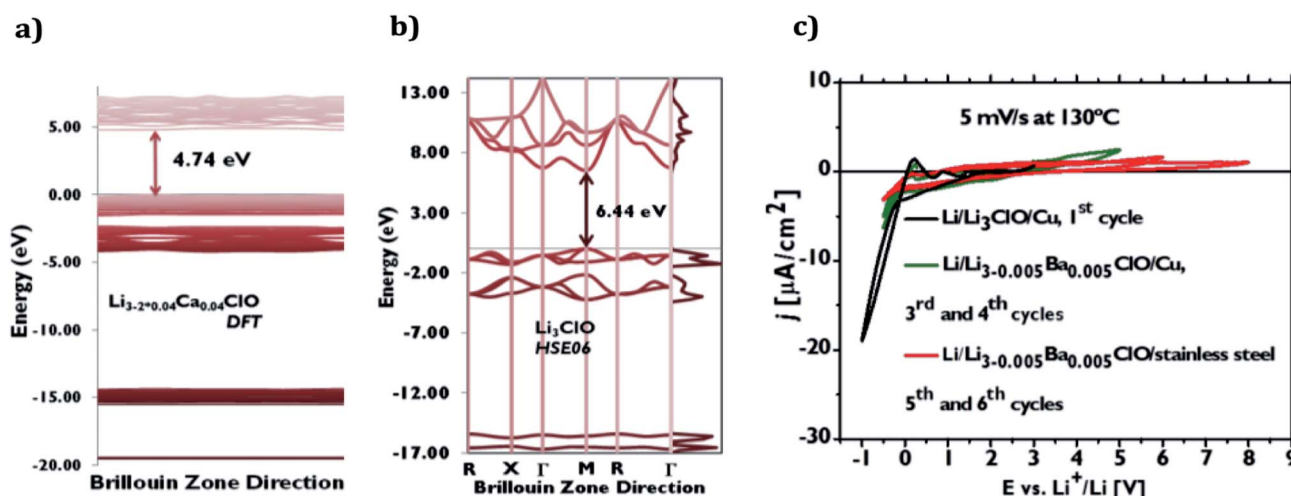 a)
Energy (eV)
5.00
0.00
-5.00
-10.00
-15.00
-20.00
4.74 eV
Li3-2*0.04Ca0.04ClO
DFT
Brillouin Zone Direction
b)
Energy (eV)
13.00
8.00
3.00
-2.00
-7.00
-12.00
-17.00
6.44 eV
Li3ClO
HSE06
R X Γ M R Γ
Brillouin Zone Direction
c)
j [μA/cm²]
10
0
-10
-20
-30
5 mV/s at 130ºC
Li/Li3ClO/Cu, 1st cycle
Li/Li3-0.005Ba0.005ClO/Cu,
3rd and 4th cycles
Li/Li3-0.005Ba0.005ClO/stainless steel
5th and 6th cycles
-1 0 1 2 3 4 5 6 7 8 9
E vs. Li+/Li [V]